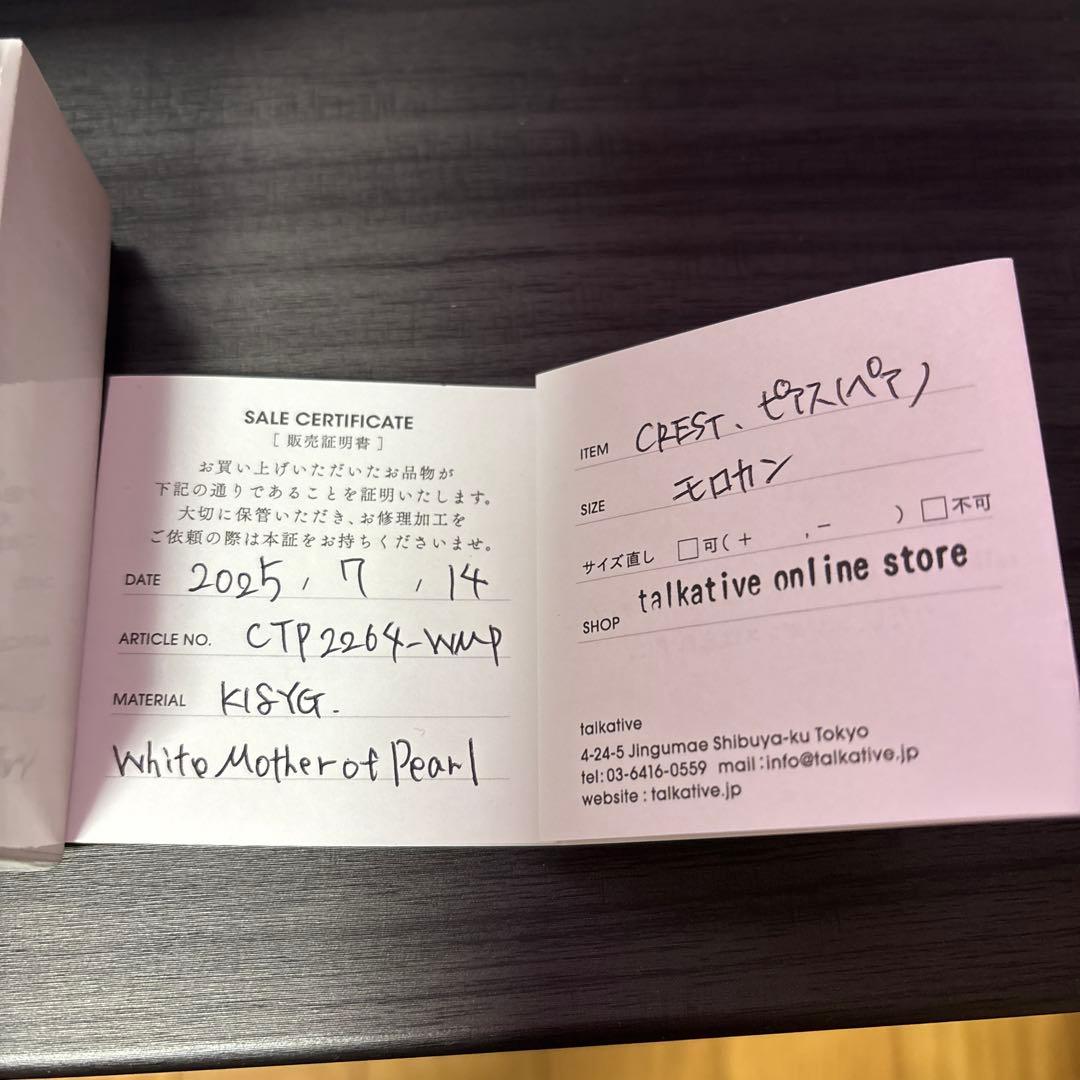 SALE CERTIFICATE
[ 販売証明書 ]
お買い上げいただいたお品物が
下記の通りであることを証明いたします。
大切に保管いただき、お修理加工を
ご依頼の際は本証をお持ちくださいませ。
DATE 2025 / 7 / 14
ARTICLE NO. CTP2264-WMP
MATERIAL K18YG.
White Mother of Pearl
ITEM CREST、ピアス(ペア)
SIZE モロカン
サイズ直し □可(+ , − ) □不可
SHOP talkative online store
talkative
4-24-5 Jingumae Shibuya-ku Tokyo
tel:03-6416-0559 mail:info@talkative.jp
website : talkative.jp